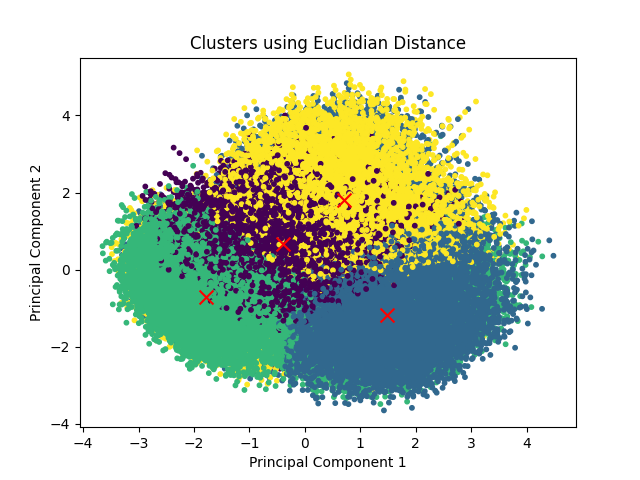 Clusters using Euclidian Distance
Principal Component 2
4
2
0
−2
−4
−4 −3 −2 −1 0 1 2 3 4
Principal Component 1